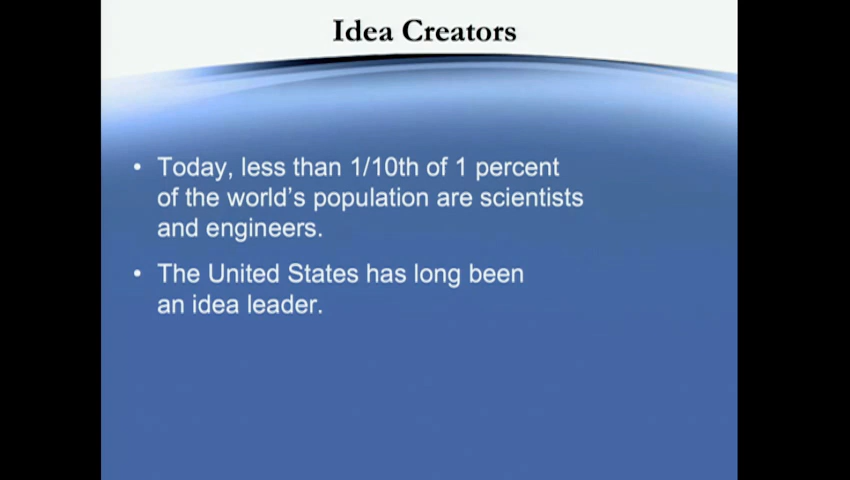 Idea Creators
• Today, less than 1/10th of 1 percent
of the world's population are scientists
and engineers.
• The United States has long been
an idea leader.